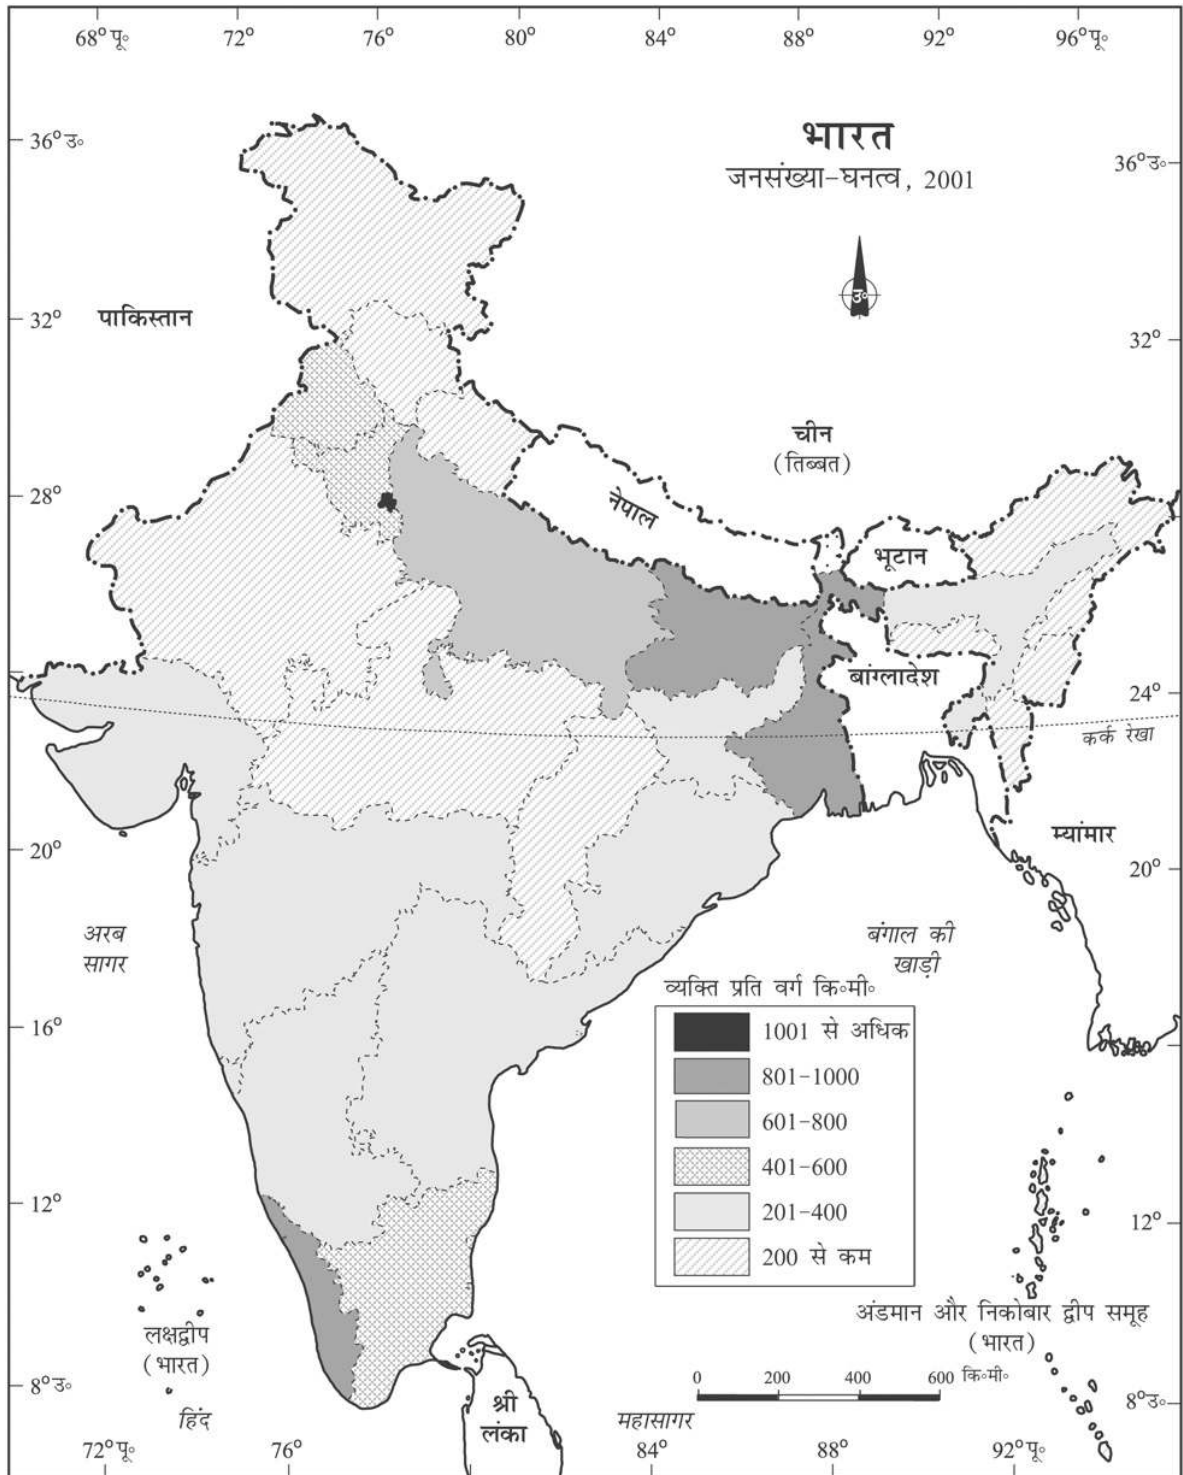 68° पू॰ 72° 76° 80° 84° 88° 92° 96° पू॰
36° उ॰
भारत
जनसंख्या-घनत्व, 2001
36° उ॰
उ॰
पाकिस्तान
32°
32°
चीन
(तिब्बत)
28°
नेपाल
भूटान
बांग्लादेश
24°
कर्क रेखा
म्यांमार
20°
20°
अरब
सागर
बंगाल की
खाड़ी
व्यक्ति प्रति वर्ग कि॰मी॰
1001 से अधिक
801-1000
601-800
401-600
201-400
200 से कम
16°
12°
12°
लक्षद्वीप
(भारत)
अंडमान और निकोबार द्वीप समूह
(भारत)
0 200 400 600 कि॰मी॰
8° उ॰
8° उ॰
हिंद
श्री
लंका
महासागर
72° पू॰ 76° 84° 88° 92° पू॰